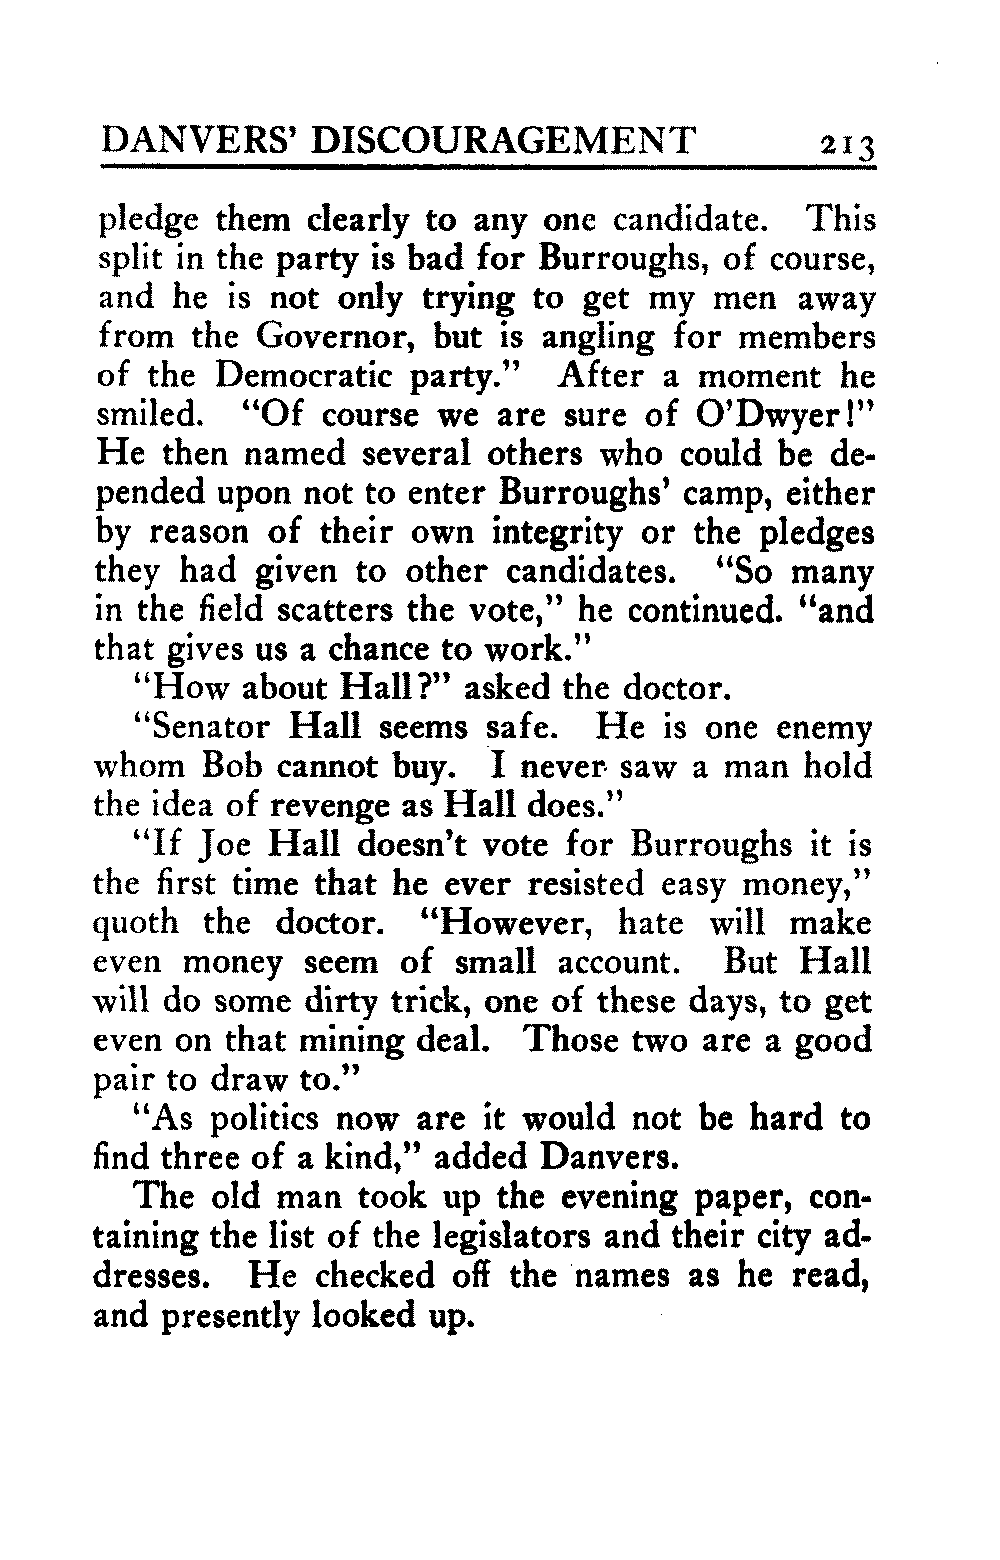 DANVERS' DISCOURAGEMENT 213
pledge them clearly to any one candidate. This
split in the party is bad for Burroughs, of course,
and he is not only trying to get my men away
from the Governor, but is angling for members
of the Democratic party." After a moment he
smiled. "Of course we are sure of O'Dwyer!"
He then named several others who could be de-
pended upon not to enter Burroughs' camp, either
by reason of their own integrity or the pledges
they had given to other candidates. "So many
in the field scatters the vote," he continued. "and
that gives us a chance to work."
"How about Hall?" asked the doctor.
"Senator Hall seems safe. He is one enemy
whom Bob cannot buy. I never saw a man hold
the idea of revenge as Hall does."
"If Joe Hall doesn't vote for Burroughs it is
the first time that he ever resisted easy money,"
quoth the doctor. "However, hate will make
even money seem of small account. But Hall
will do some dirty trick, one of these days, to get
even on that mining deal. Those two are a good
pair to draw to."
"As politics now are it would not be hard to
find three of a kind," added Danvers.
The old man took up the evening paper, con-
taining the list of the legislators and their city ad-
dresses. He checked off the names as he read,
and presently looked up.